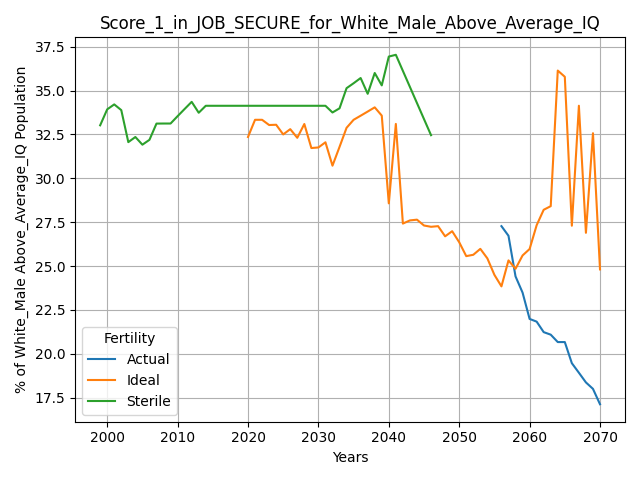 Score_1_in_JOB_SECURE_for_White_Male_Above_Average_IQ
% of White_Male Above_Average_IQ Population
37.5
35.0
32.5
30.0
27.5
25.0
22.5
20.0
17.5
Fertility
Actual
Ideal
Sterile
2000 2010 2020 2030 2040 2050 2060 2070
Years